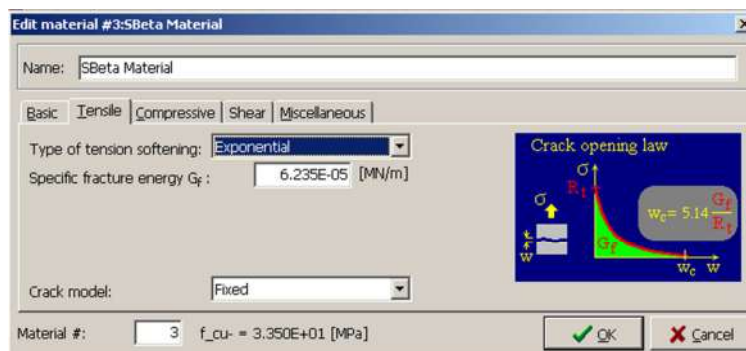 Edit material #3:SBeta Material
Name: SBeta Material
Basic Tensile Compressive Shear Miscellaneous
Type of tension softening: Exponential
Specific fracture energy Gf : 6.235E-05 [MN/m]
Crack model: Fixed
Crack opening law
σ
Rt
σ
wc= 5.14 Gf
Rt
Gf
w
wc w
Material #: 3 f_cu- = 3.350E+01 [MPa]
OK Cancel